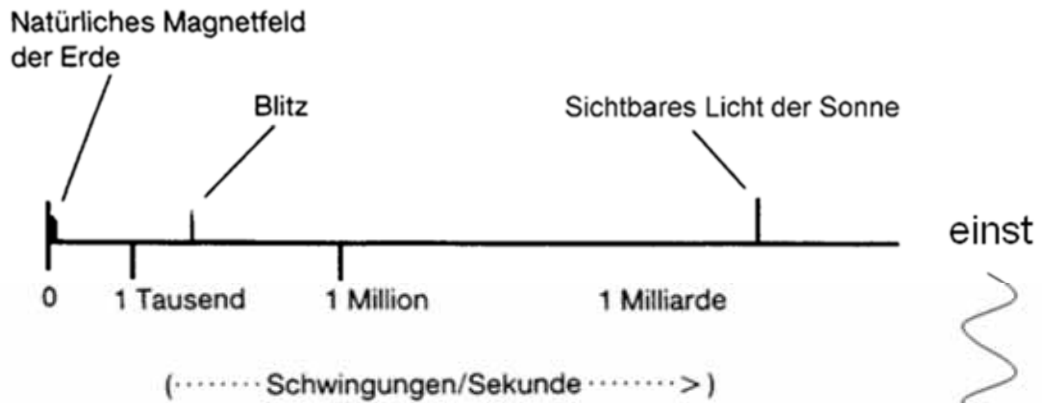 Natürliches Magnetfeld
der Erde
Blitz
Sichtbares Licht der Sonne
einst
0 1 Tausend 1 Million 1 Milliarde
(········Schwingungen/Sekunde·······>)